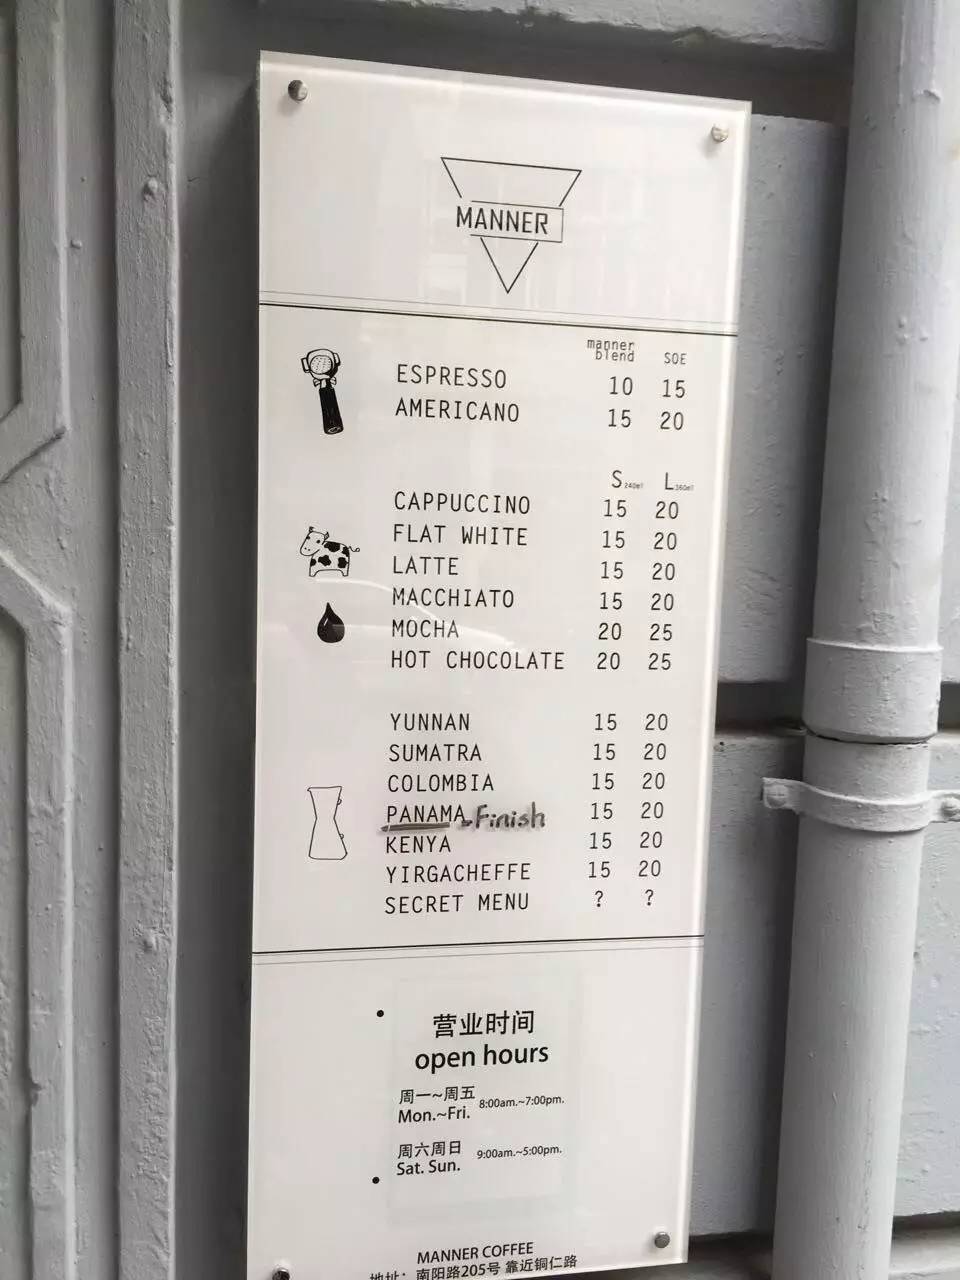 MANNER
manner blend SOE
ESPRESSO 10 15
AMERICANO 15 20
S 240ml L 360ml
CAPPUCCINO 15 20
FLAT WHITE 15 20
LATTE 15 20
MACCHIATO 15 20
MOCHA 20 25
HOT CHOCOLATE 20 25
YUNNAN 15 20
SUMATRA 15 20
COLOMBIA 15 20
PANAMA - Finish 15 20
KENYA 15 20
YIRGACHEFFE 15 20
SECRET MENU ? ?
营业时间
open hours
周一~周五
Mon.~Fri. 8:00am.~7:00pm.
周六周日
Sat. Sun. 9:00am.~5:00pm.
MANNER COFFEE
地址：南阳路205号 靠近铜仁路